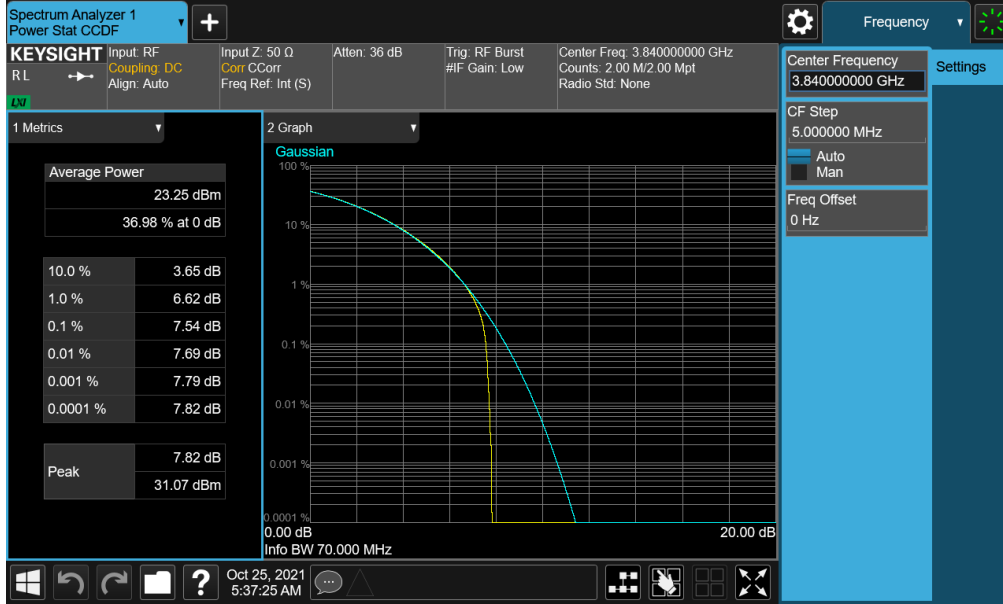 Spectrum Analyzer 1
Power Stat CCDF
+
Frequency
KEYSIGHT
RL
LXI
Input: RF
Coupling: DC
Align: Auto
Input Z: 50 Ω
Corr CCorr
Freq Ref: Int (S)
Atten: 36 dB
Trig: RF Burst
#IF Gain: Low
Center Freq: 3.840000000 GHz
Counts: 2.00 M/2.00 Mpt
Radio Std: None
Center Frequency
3.840000000 GHz
Settings
CF Step
5.000000 MHz
Auto
Man
Freq Offset
0 Hz
1 Metrics
Average Power
23.25 dBm
36.98 % at 0 dB
10.0 % 3.65 dB
1.0 % 6.62 dB
0.1 % 7.54 dB
0.01 % 7.69 dB
0.001 % 7.79 dB
0.0001 % 7.82 dB
Peak
7.82 dB
31.07 dBm
2 Graph
Gaussian
100 %
10 %
1 %
0.1 %
0.01 %
0.001 %
0.0001 %
0.00 dB 20.00 dB
Info BW 70.000 MHz
?
Oct 25, 2021
5:37:25 AM